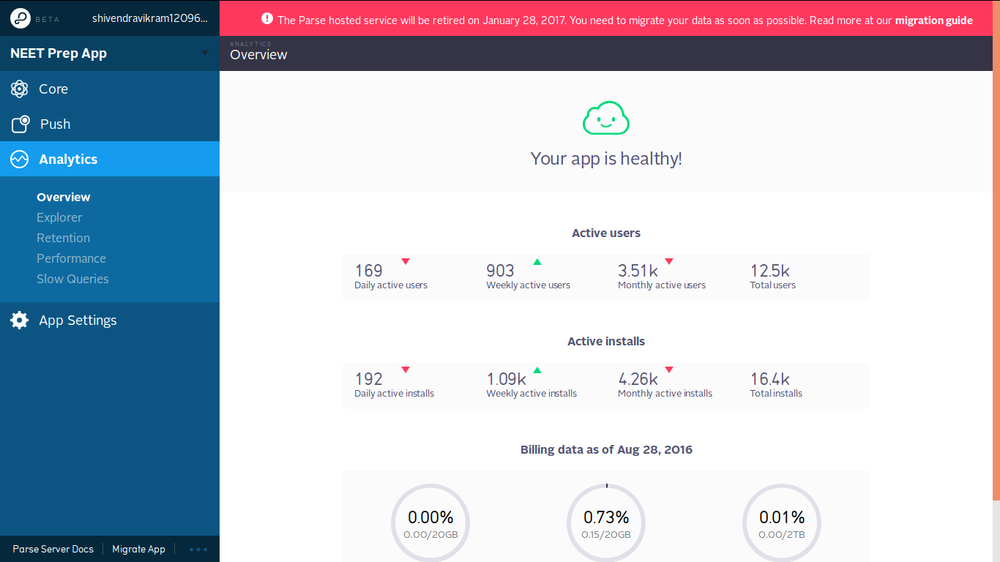 BETA
shivendravikram12096...
The Parse hosted service will be retired on January 28, 2017. You need to migrate your data as soon as possible. Read more at our migration guide
NEET Prep App
ANALYTICS
Overview
Core
Push
Analytics
Overview
Explorer
Retention
Performance
Slow Queries
App Settings
Parse Server Docs
Migrate App
Your app is healthy!
Active users
169
Daily active users
903
Weekly active users
3.51k
Monthly active users
12.5k
Total users
Active installs
192
Daily active installs
1.09k
Weekly active installs
4.26k
Monthly active installs
16.4k
Total installs
Billing data as of Aug 28, 2016
0.00%
0.00/20GB
0.73%
0.15/20GB
0.01%
0.00/2TB